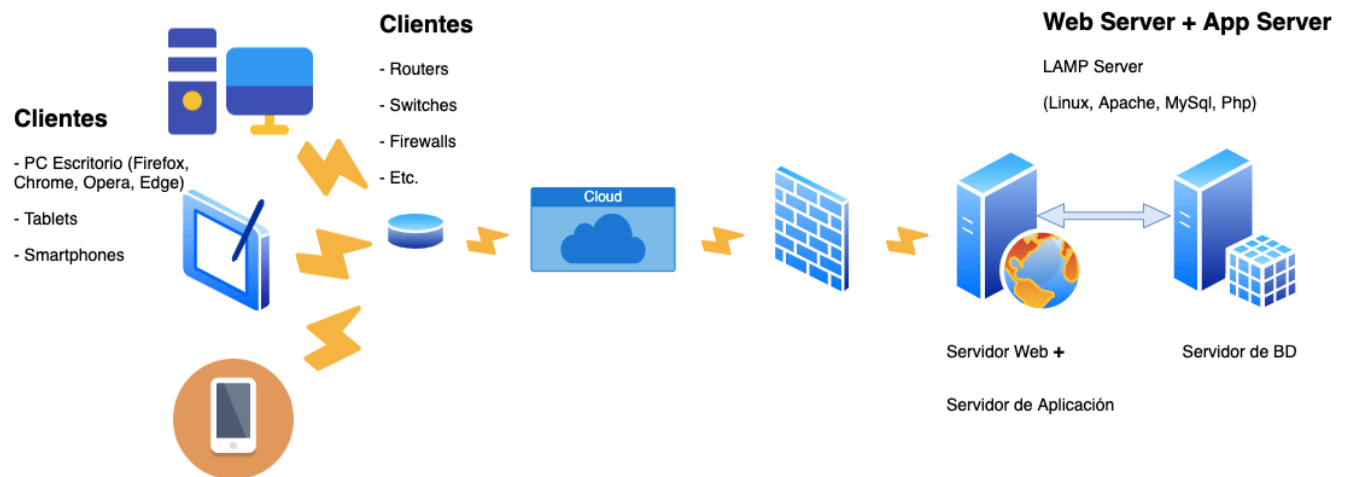 Clientes
- PC Escritorio (Firefox,
Chrome, Opera, Edge)
- Tablets
- Smartphones
Clientes
- Routers
- Switches
- Firewalls
- Etc.
Cloud
Web Server + App Server
LAMP Server
(Linux, Apache, MySql, Php)
Servidor Web +
Servidor de Aplicación
Servidor de BD